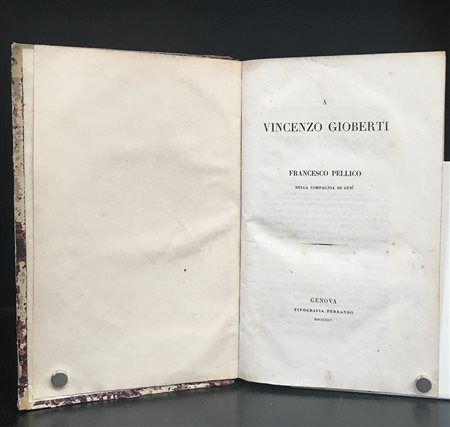 A
VINCENZO GIOBERTI
FRANCESCO PELLICO
DELLA COMPAGNIA DI GESÙ
GENOVA
TIPOGRAFIA FERRANDO